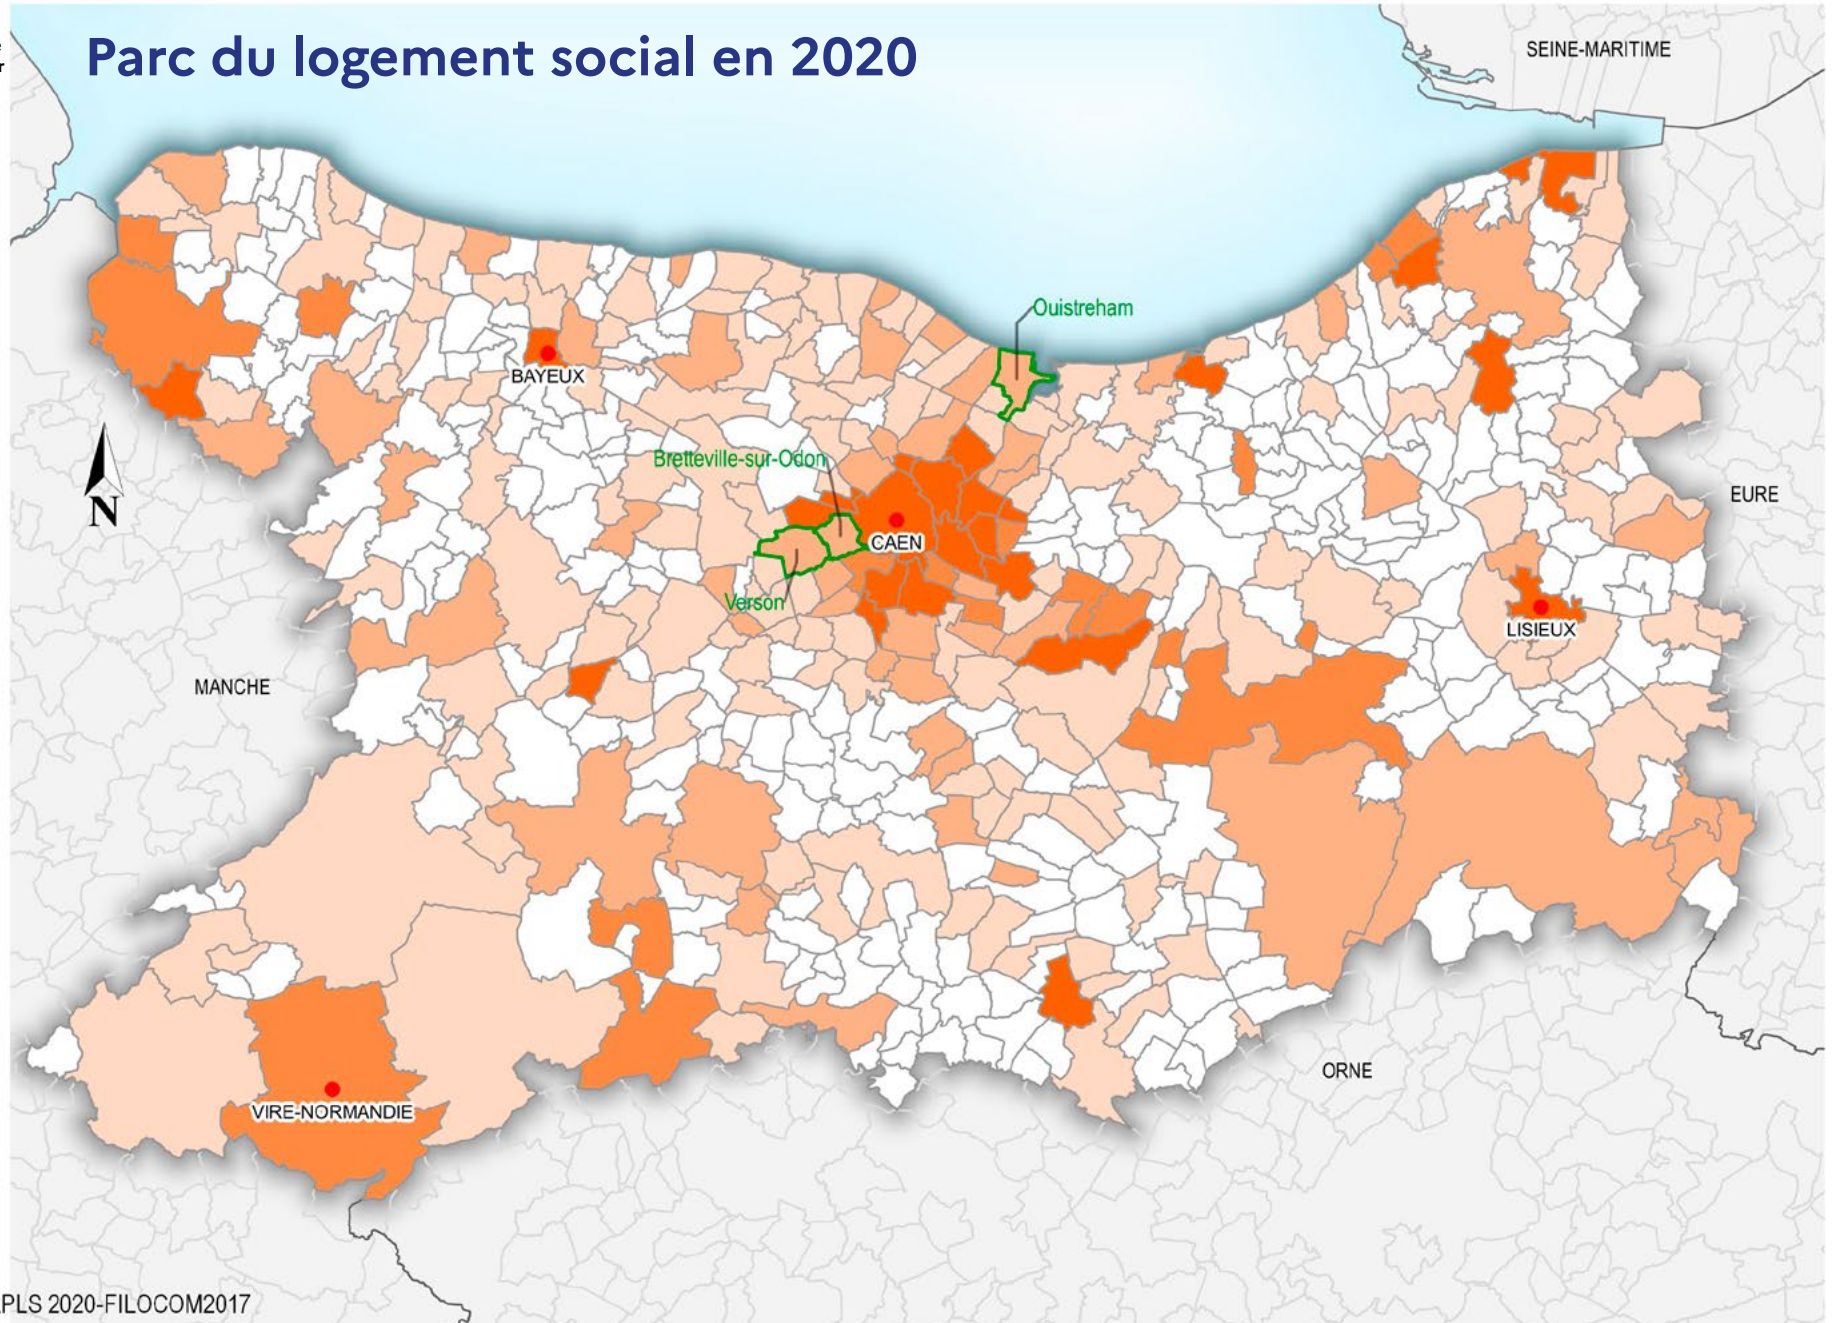 Parc du logement social en 2020
SEINE-MARITIME
Ouistreham
BAYEUX
Bretteville-sur-Odon
EURE
CAEN
Verson
LISIEUX
MANCHE
ORNE
VIRE-NORMANDIE
PLS 2020-FILOCOM2017
N